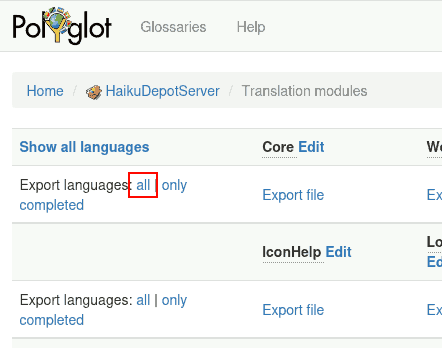 Polyglot
Glossaries Help
Home / HaikuDepotServer / Translation modules
Show all languages Core Edit
Export languages: all | only
completed
Export file Ex
IconHelp Edit Lo
Ed
Export languages: all | only
completed
Export file Ex